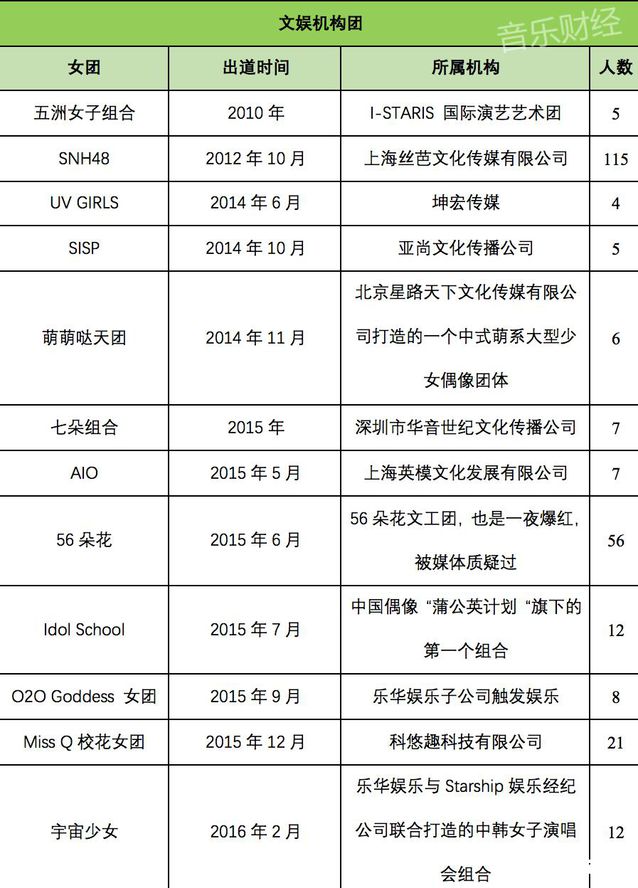 文娱机构团
音乐财经
女团 出道时间 所属机构 人数
五洲女子组合 2010 年 I-STARIS 国际演艺艺术团 5
SNH48 2012 年 10 月 上海丝芭文化传媒有限公司 115
UV GIRLS 2014 年 6 月 坤宏传媒 4
SISP 2014 年 10 月 亚尚文化传播公司 5
萌萌哒天团 2014 年 11 月 北京星路天下文化传媒有限公
司打造的一个中式萌系大型少 6
女偶像团体
七朵组合 2015 年 深圳市华音世纪文化传播公司 7
AIO 2015 年 5 月 上海英模文化发展有限公司 7
56 朵花 2015 年 6 月 56 朵花文工团，也是一夜爆红，
被媒体质疑过 56
Idol School 2015 年 7 月 中国偶像 “蒲公英计划 “旗下的
第一个组合 12
O2O Goddess 女团 2015 年 9 月 乐华娱乐子公司触发娱乐 8
Miss Q 校花女团 2015 年 12 月 科悠趣科技有限公司 21
宇宙少女 2016 年 2 月 乐华娱乐与 Starship 娱乐经纪
公司联合打造的中韩女子演唱 12
会组合